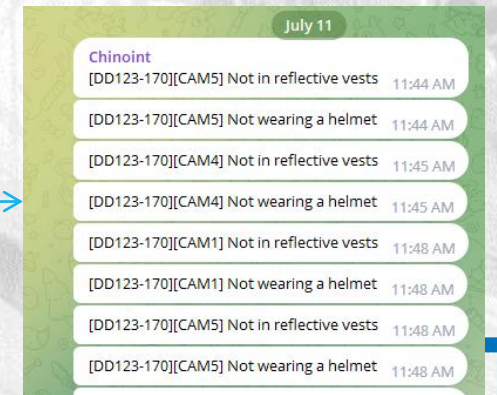 July 11
Chinoint
[DD123-170][CAM5] Not in reflective vests 11:44 AM
[DD123-170][CAM5] Not wearing a helmet 11:44 AM
[DD123-170][CAM4] Not in reflective vests 11:45 AM
[DD123-170][CAM4] Not wearing a helmet 11:45 AM
[DD123-170][CAM1] Not in reflective vests 11:48 AM
[DD123-170][CAM1] Not wearing a helmet 11:48 AM
[DD123-170][CAM5] Not in reflective vests 11:48 AM
[DD123-170][CAM5] Not wearing a helmet 11:48 AM